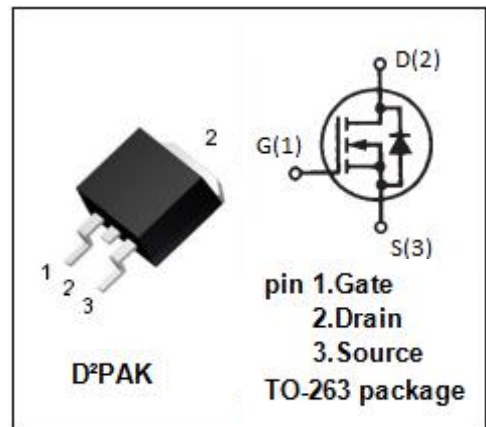 2
1
2
3
D²PAK
D(2)
G(1)
S(3)
pin 1.Gate
2.Drain
3.Source
TO-263 package